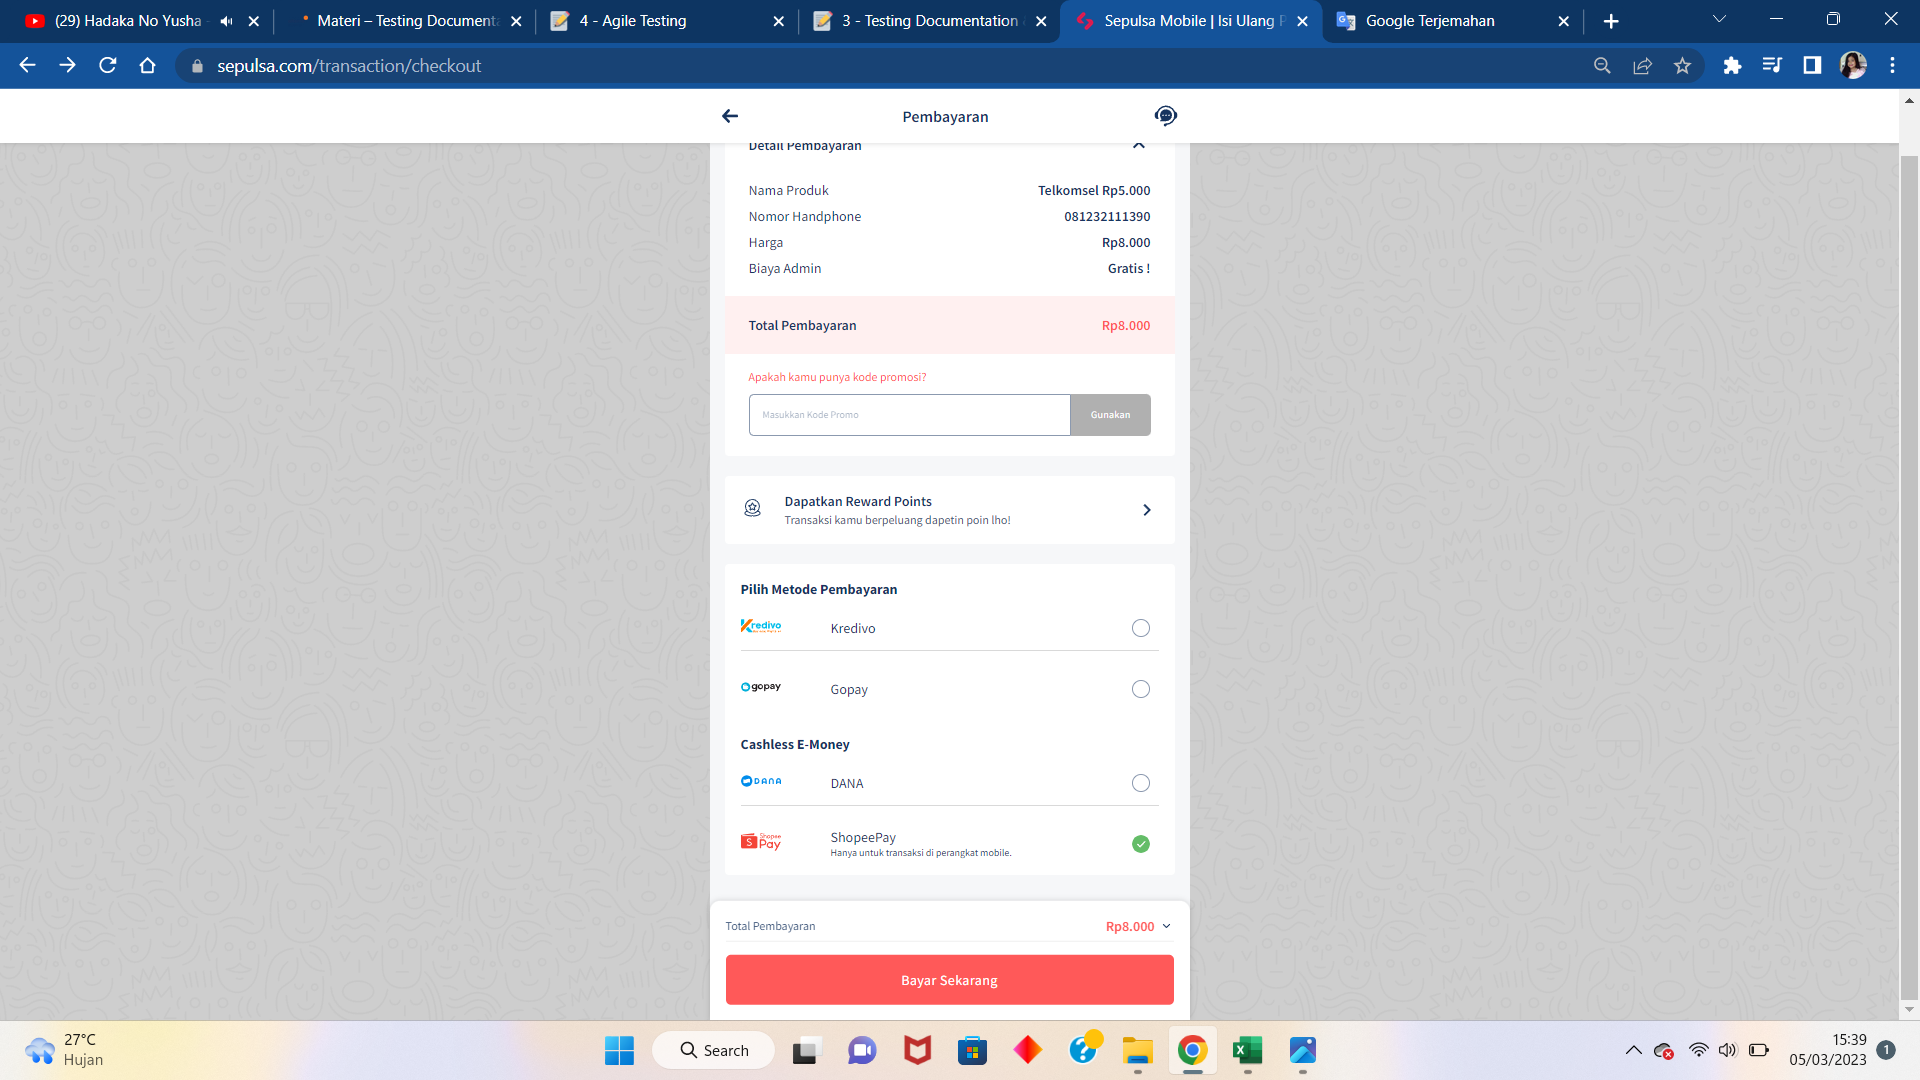 (29) Hadaka No Yusha
Materi – Testing Documenta
4 - Agile Testing
3 - Testing Documentation
Sepulsa Mobile | Isi Ulang P
Google Terjemahan
sepulsa.com/transaction/checkout
Pembayaran
Detail Pembayaran
Nama Produk Telkomsel Rp5.000
Nomor Handphone 081232111390
Harga Rp8.000
Biaya Admin Gratis !
Total Pembayaran Rp8.000
Apakah kamu punya kode promosi?
Masukkan Kode Promo Gunakan
Dapatkan Reward Points
Transaksi kamu berpeluang dapetin poin lho!
Pilih Metode Pembayaran
Kredivo Kredivo
gopay Gopay
Cashless E-Money
DANA DANA
Shopee Pay ShopeePay
Hanya untuk transaksi di perangkat mobile.
Total Pembayaran Rp8.000
Bayar Sekarang
27°C
Hujan
Search
15:39
05/03/2023
1